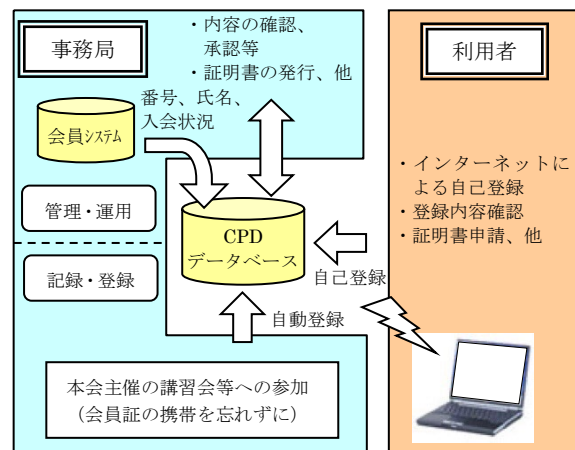 事務局
・内容の確認、
承認等
・証明書の発行、他
番号、氏名、
入会状況
会員ｼｽﾃﾑ
管理・運用
記録・登録
CPD
データベース
自己登録
自動登録
本会主催の講習会等への参加
（会員証の携帯を忘れずに）
利用者
・インターネットに
よる自己登録
・登録内容確認
・証明書申請、他